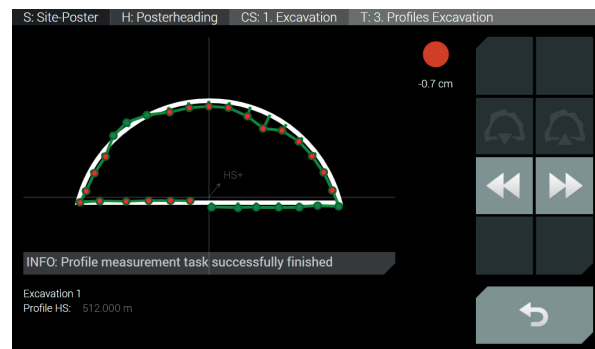 S: Site-Poster H: Posterheading CS: 1. Excavation T: 3. Profiles Excavation
-0.7 cm
HS+
INFO: Profile measurement task successfully finished
Excavation 1
Profile HS: 512.000 m